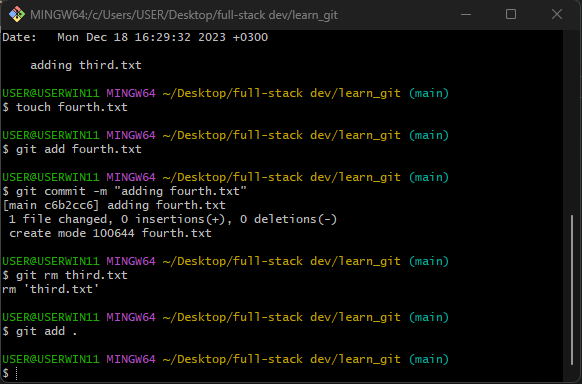 MINGW64:/c/Users/USER/Desktop/full-stack dev/learn_git
Date:   Mon Dec 18 16:29:32 2023 +0300
    adding third.txt
USER@USERWIN11 MINGW64 ~/Desktop/full-stack dev/learn_git (main)
$ touch fourth.txt
USER@USERWIN11 MINGW64 ~/Desktop/full-stack dev/learn_git (main)
$ git add fourth.txt
USER@USERWIN11 MINGW64 ~/Desktop/full-stack dev/learn_git (main)
$ git commit -m "adding fourth.txt"
[main c6b2cc6] adding fourth.txt
 1 file changed, 0 insertions(+), 0 deletions(-)
 create mode 100644 fourth.txt
USER@USERWIN11 MINGW64 ~/Desktop/full-stack dev/learn_git (main)
$ git rm third.txt
rm 'third.txt'
USER@USERWIN11 MINGW64 ~/Desktop/full-stack dev/learn_git (main)
$ git add .
USER@USERWIN11 MINGW64 ~/Desktop/full-stack dev/learn_git (main)
$